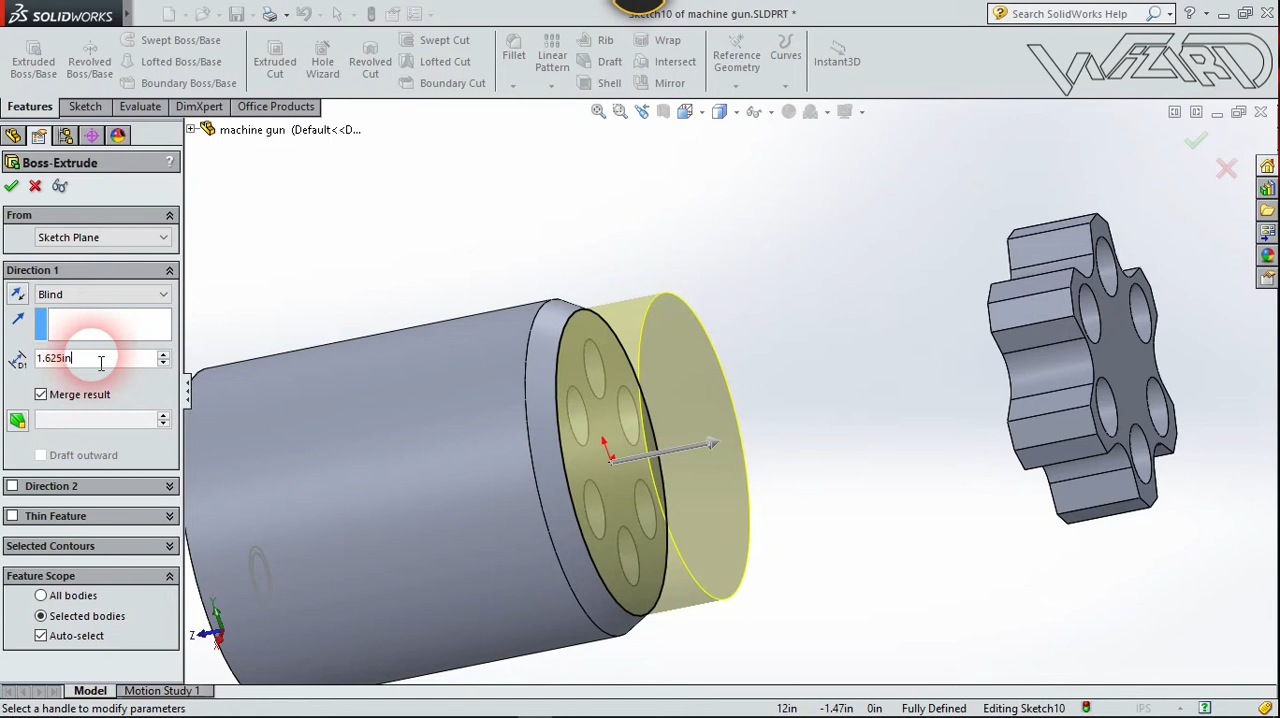 SOLIDWORKS
Sketch10 of machine gun.SLDPRT *
Search SolidWorks Help
Extruded Boss/Base
Revolved Boss/Base
Swept Boss/Base
Lofted Boss/Base
Boundary Boss/Base
Extruded Cut
Hole Wizard
Revolved Cut
Swept Cut
Lofted Cut
Boundary Cut
Fillet
Linear Pattern
Rib
Draft
Shell
Wrap
Intersect
Mirror
Reference Geometry
Curves
Instant3D
WIZARD
Features
Sketch
Evaluate
DimXpert
Office Products
machine gun (Default<<D...
Boss-Extrude
?
From
Sketch Plane
Direction 1
Blind
D1
1.625in
Merge result
Draft outward
Direction 2
Thin Feature
Selected Contours
Feature Scope
All bodies
Selected bodies
Auto-select
Y
Z
X
Model
Motion Study 1
Select a handle to modify parameters
12in
-1.47in
0in
Fully Defined
Editing Sketch10
IPS
?